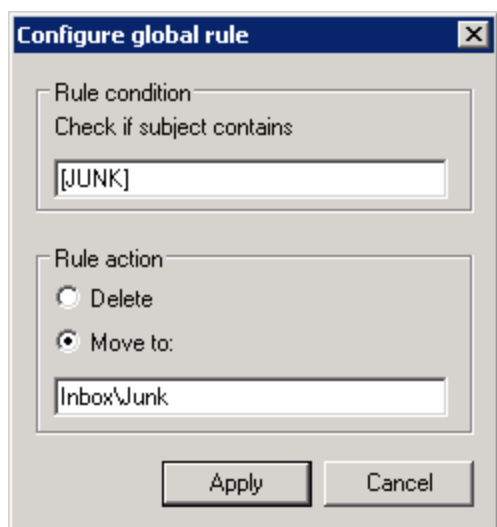 Configure global rule
Rule condition
Check if subject contains
[JUNK]
Rule action
Delete
Move to:
Inbox\Junk
Apply Cancel